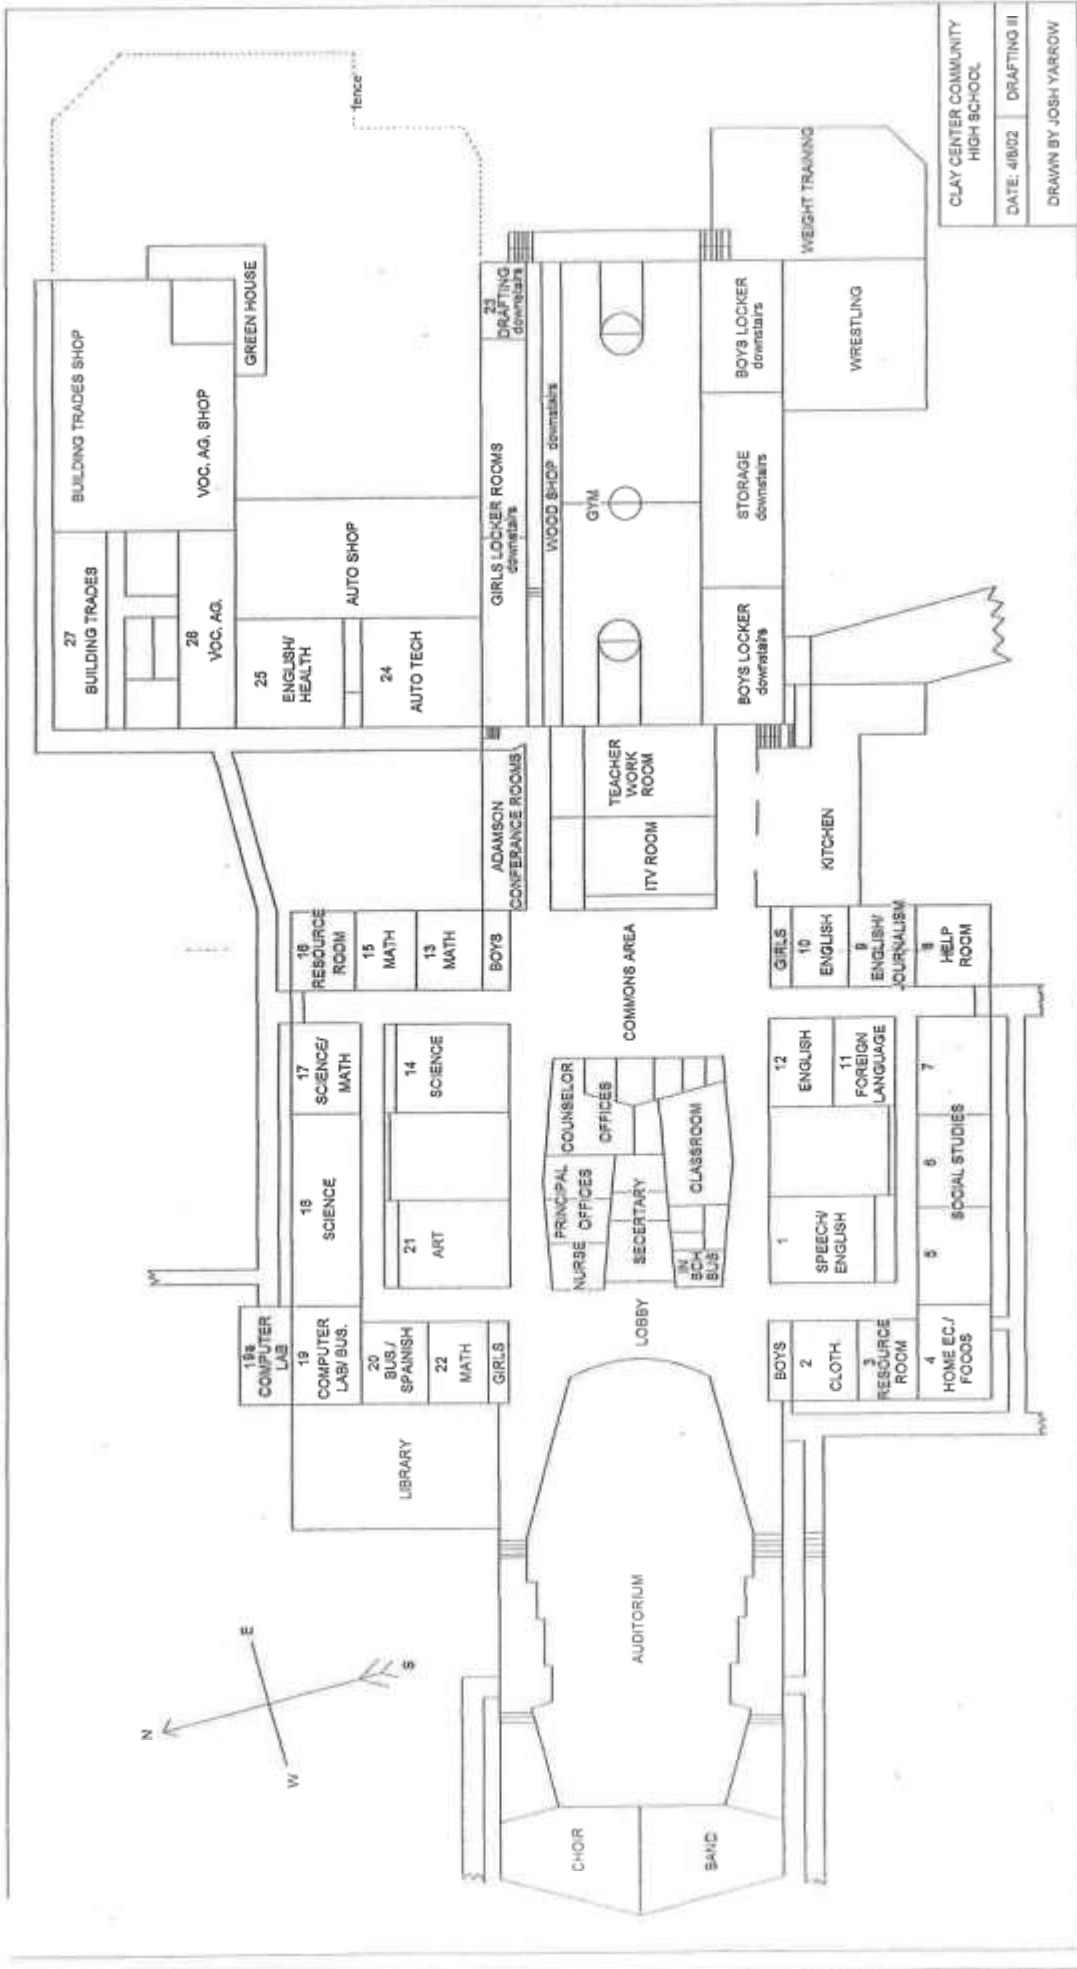 CLAY CENTER COMMUNITY
HIGH SCHOOL
DATE: 4/8/02
DRAFTING III
DRAWN BY JOSH YARROW
fence
BUILDING TRADES SHOP
VOC. AG. SHOP
GREEN HOUSE
27
BUILDING TRADES
28
VOC. AG.
25
ENGLISH/
HEALTH
24
AUTO TECH
AUTO SHOP
23
DRAFTING
downstairs
GIRLS LOCKER ROOMS
downstairs
WOOD SHOP downstairs
GYM
BOYS LOCKER
downstairs
STORAGE
downstairs
BOYS LOCKER
downstairs
WEIGHT TRAINING
WRESTLING
ADAMSON
CONFERANCE ROOMS
TEACHER
WORK
ROOM
ITV ROOM
KITCHEN
16
RESOURCE
ROOM
15
MATH
13
MATH
BOYS
COMMONS AREA
GIRLS
10
ENGLISH
9
ENGLISH/
JOURNALISM
8
HELP
ROOM
17
SCIENCE/
MATH
14
SCIENCE
18
SCIENCE
21
ART
COUNSELOR
OFFICES
PRINCIPAL
OFFICES
NURSE
SECERTARY
CLASSROOM
IN
SCH
SUS
12
ENGLISH
11
FOREIGN
LANGUAGE
1
SPEECH/
ENGLISH
7
6
5
SOCIAL STUDIES
LOBBY
19a
COMPUTER
LAB
19
COMPUTER
LAB/ BUS.
20
BUS./
SPAINISH
22
MATH
GIRLS
BOYS
2
CLOTH.
3
RESOURCE
ROOM
4
HOME EC./
FOODS
LIBRARY
AUDITORIUM
CHOIR
BAND
N
E
S
W